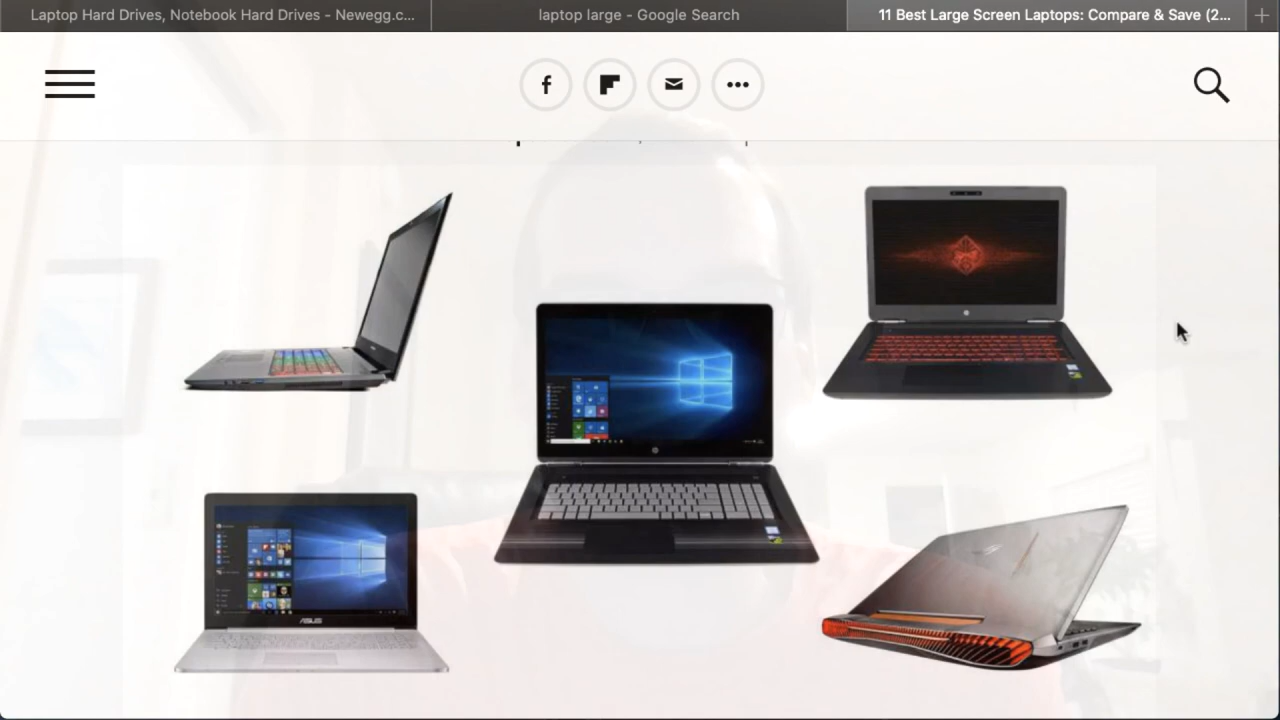 Laptop Hard Drives, Notebook Hard Drives - Newegg.c...
laptop large - Google Search
11 Best Large Screen Laptops: Compare & Save (2...
ASUS